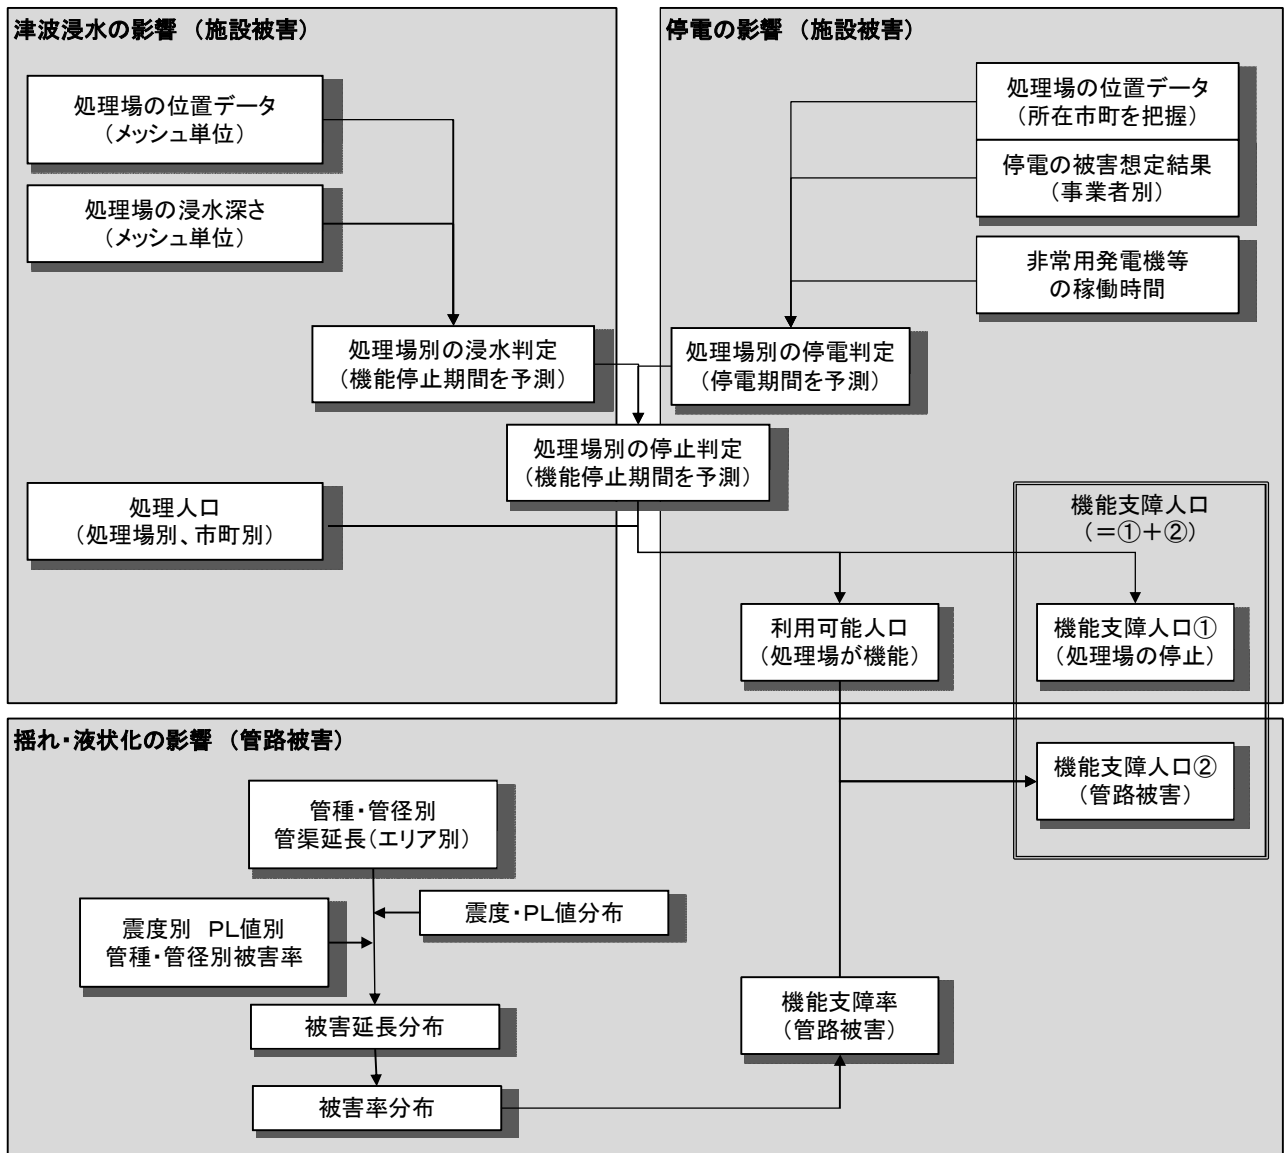 津波浸水の影響 (施設被害)
処理場の位置データ
(メッシュ単位)
処理場の浸水深さ
(メッシュ単位)
処理場別の浸水判定
(機能停止期間を予測)
停電の影響 (施設被害)
処理場の位置データ
(所在市町を把握)
停電の被害想定結果
(事業者別)
非常用発電機等
の稼働時間
処理場別の停電判定
(停電期間を予測)
処理場別の停止判定
(機能停止期間を予測)
処理人口
(処理場別、市町別)
機能支障人口
(=①+②)
利用可能人口
(処理場が機能)
機能支障人口①
(処理場の停止)
揺れ・液状化の影響 (管路被害)
機能支障人口②
(管路被害)
管種・管径別
管渠延長(エリア別)
震度・PL値分布
震度別 PL値別
管種・管径別被害率
被害延長分布
被害率分布
機能支障率
(管路被害)